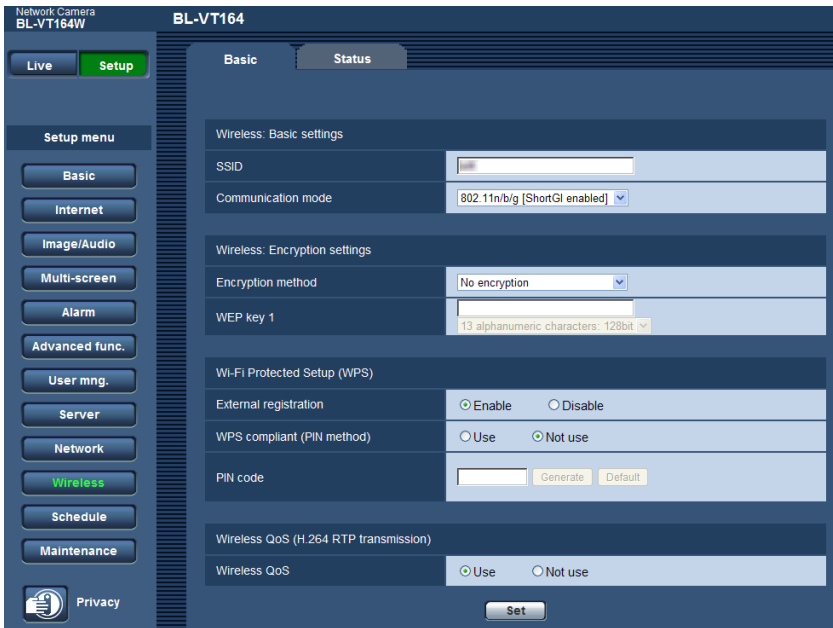 Network Camera
BL-VT164W
BL-VT164
Live
Setup
Setup menu
Basic
Internet
Image/Audio
Multi-screen
Alarm
Advanced func.
User mng.
Server
Network
Wireless
Schedule
Maintenance
Privacy
Basic
Status
Wireless: Basic settings
SSID
Communication mode
802.11n/b/g [ShortGI enabled]
Wireless: Encryption settings
Encryption method
No encryption
WEP key 1
13 alphanumeric characters: 128bit
Wi-Fi Protected Setup (WPS)
External registration
Enable
Disable
WPS compliant (PIN method)
Use
Not use
PIN code
Generate
Default
Wireless QoS (H.264 RTP transmission)
Wireless QoS
Use
Not use
Set